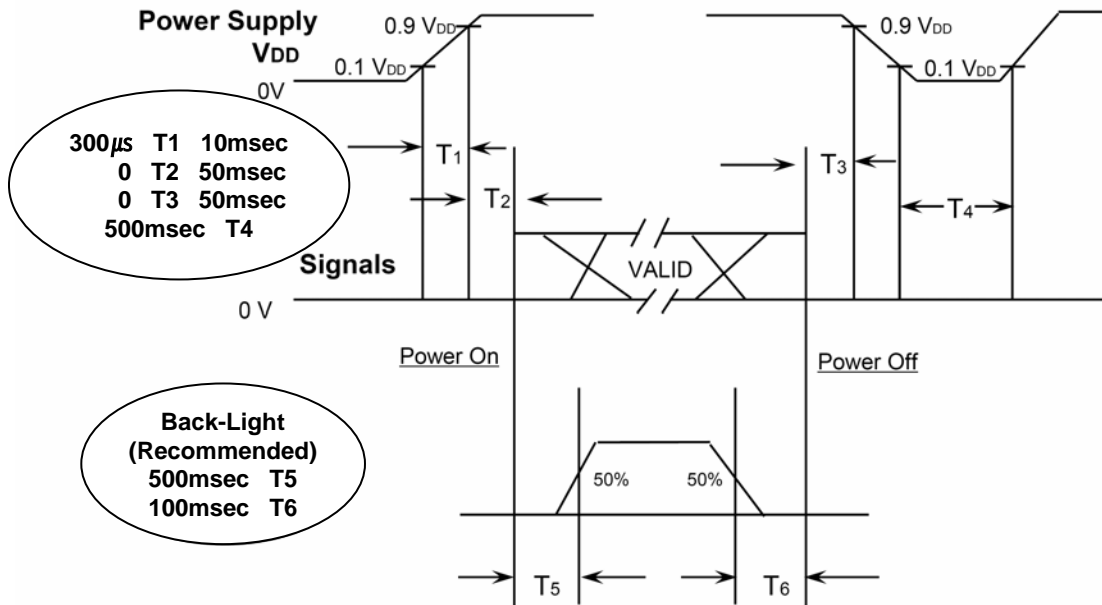 Power Supply
VDD
0.9 VDD
0.9 VDD
0.1 VDD
0.1 VDD
0V
300㎲ T1 10msec
0 T2 50msec
0 T3 50msec
500msec T4
T1
T2
T3
T4
Signals
VALID
0 V
Power On
Power Off
Back-Light
(Recommended)
500msec T5
100msec T6
50%
50%
T5
T6